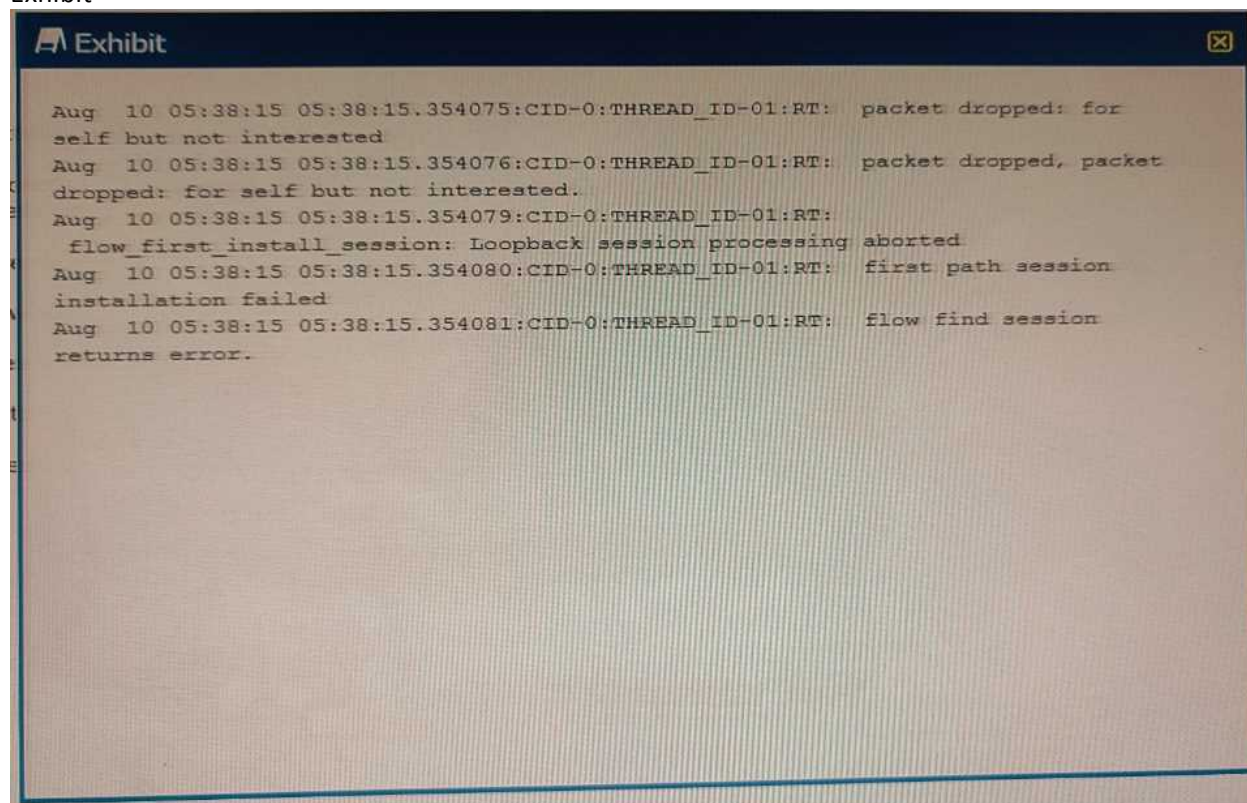 Exhibit
Exhibit
Aug 10 05:38:15 05:38:15.354075:CID-0:THREAD_ID-01:RT: packet dropped: for
self but not interested
Aug 10 05:38:15 05:38:15.354076:CID-0:THREAD_ID-01:RT: packet dropped, packet
dropped: for self but not interested.
Aug 10 05:38:15 05:38:15.354079:CID-0:THREAD_ID-01:RT:
flow_first_install_session: Loopback session processing aborted
Aug 10 05:38:15 05:38:15.354080:CID-0:THREAD_ID-01:RT: first path session
installation failed
Aug 10 05:38:15 05:38:15.354081:CID-0:THREAD_ID-01:RT: flow find session
returns error.